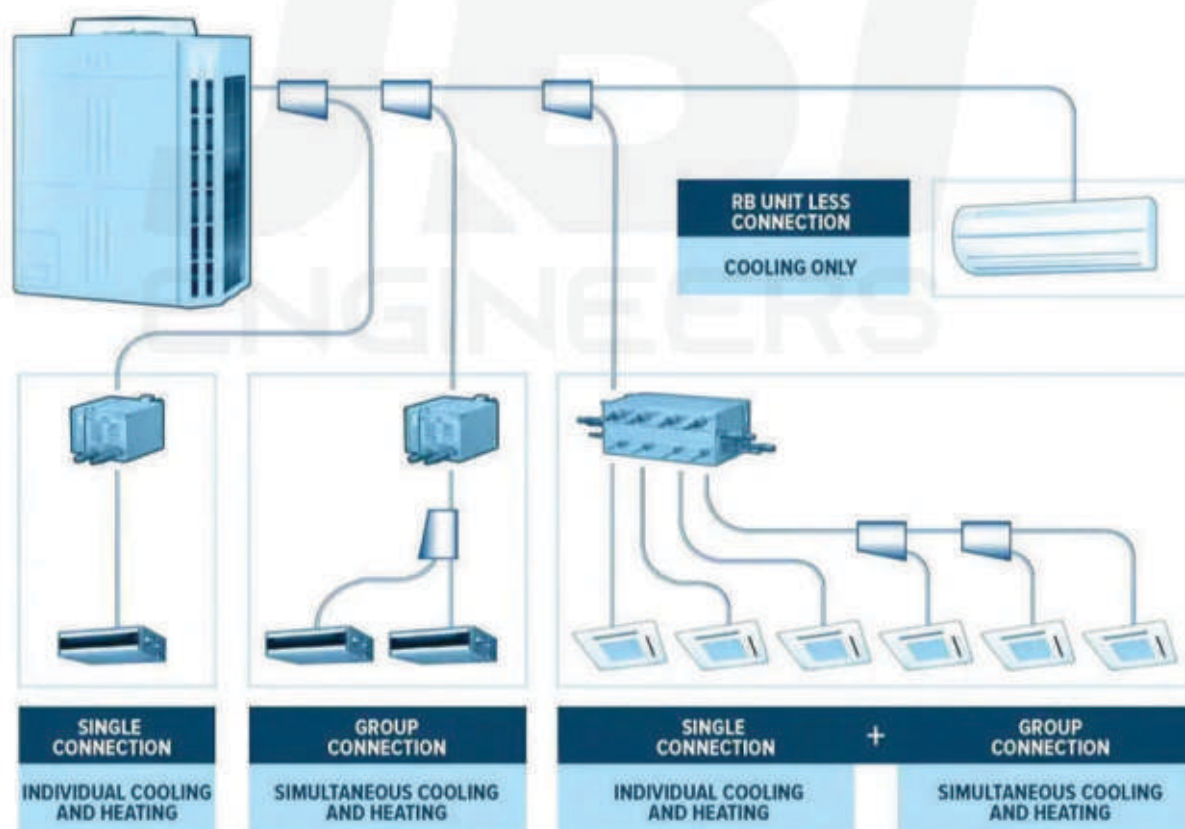 JBI
ENGINEERS
RB UNIT LESS
CONNECTION
COOLING ONLY
SINGLE
CONNECTION
INDIVIDUAL COOLING
AND HEATING
GROUP
CONNECTION
SIMULTANEOUS COOLING
AND HEATING
SINGLE
CONNECTION
+
GROUP
CONNECTION
INDIVIDUAL COOLING
AND HEATING
SIMULTANEOUS COOLING
AND HEATING